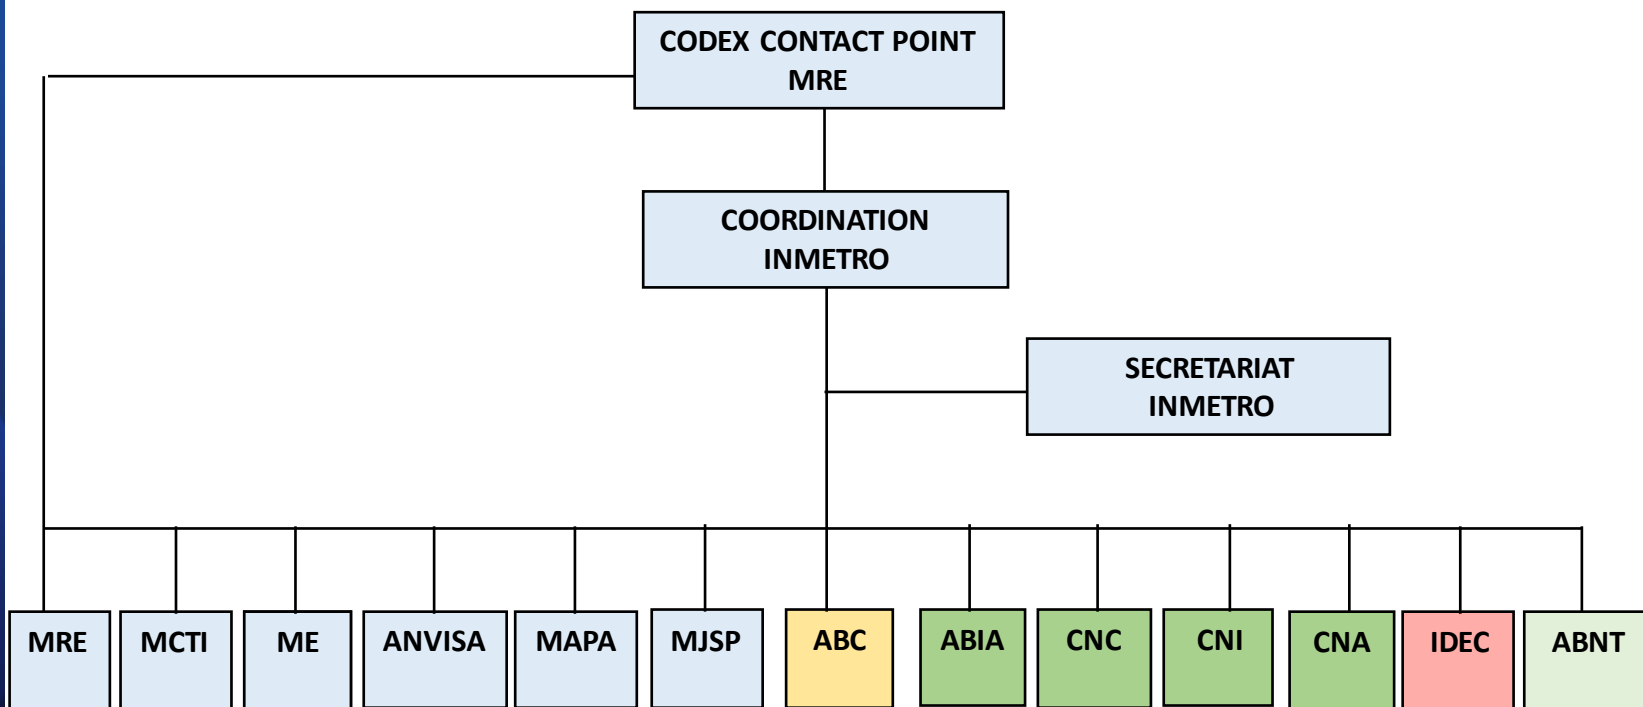 CODEX CONTACT POINT
MRE
COORDINATION
INMETRO
SECRETARIAT
INMETRO
MRE
MCTI
ME
ANVISA
MAPA
MJSP
ABC
ABIA
CNC
CNI
CNA
IDEC
ABNT